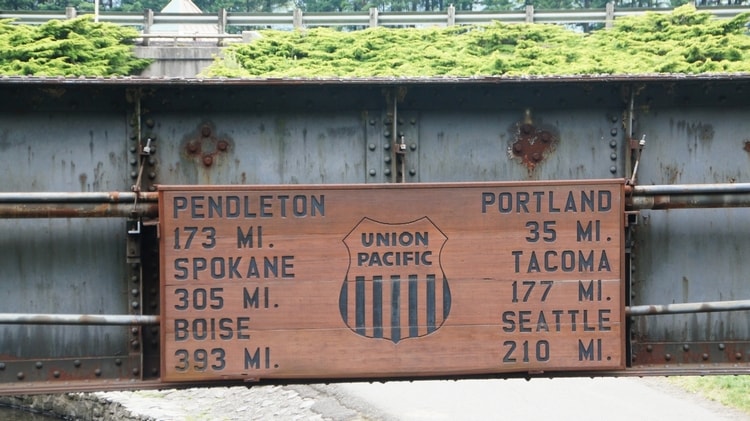 PENDLETON
173 MI.
SPOKANE
305 MI.
BOISE
393 MI.
UNION
PACIFIC
PORTLAND
35 MI.
TACOMA
177 MI.
SEATTLE
210 MI.